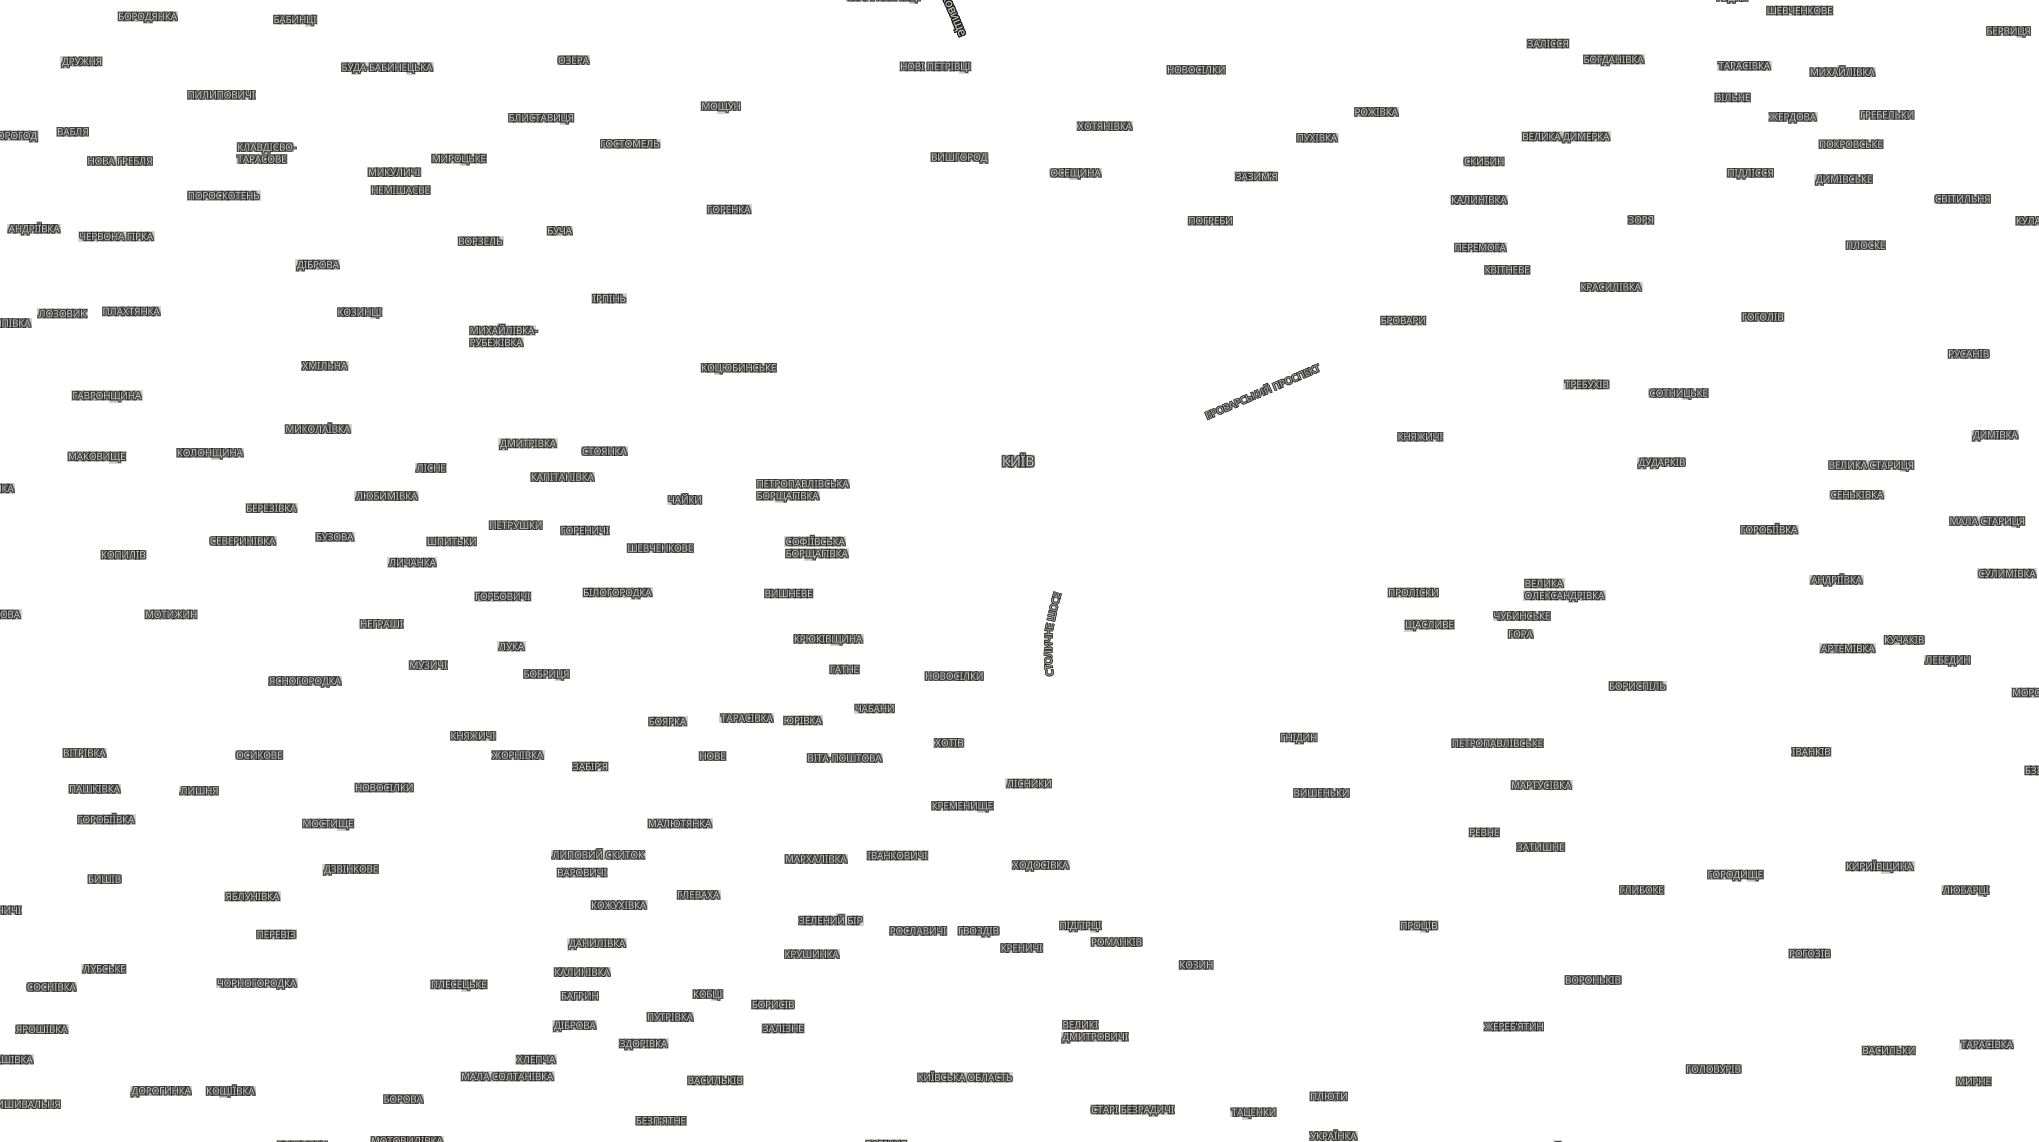 ШЕВЧЕНКОВЕ
БОРОДЯНКА
БАБИНЦІ
БЕРВИЦЯ
ЗАЛІССЯ
БОГДАНІВКА
ДРУЖНЯ
БУДА-БАБИНЕЦЬКА
ОЗЕРА
НОВІ ПЕТРІВЦІ
НОВОСІЛКИ
ТАРАСІВКА
МИХАЙЛІВКА
ПИЛИПОВИЧІ
ВІЛЬНЕ
МОЩУН
РОЖІВКА
БЛИСТАВИЦЯ
ЖЕРДОВА
ГРЕБЕЛЬКИ
ХОТЯНІВКА
ВАБЛЯ
ПУХІВКА
ВЕЛИКА ДИМЕРКА
ГОСТОМЕЛЬ
ПОКРОВСЬКЕ
КЛАВДІЄВО-
ТАРАСОВЕ
НОВА ГРЕБЛЯ
МИРОЦЬКЕ
ВИШГОРОД
СКИБИН
МИКУЛИЧІ
ОСЕЩИНА
ЗАЗИМ'Я
ПІДЛІССЯ
ДИМІВСЬКЕ
НЕМІШАЄВЕ
ПОРОСКОТЕНЬ
КАЛИНІВКА
СВІТИЛЬНЯ
ГОРЕНКА
ПОГРЕБИ
ЗОРЯ
АНДРІЇВКА
ЧЕРВОНА ГІРКА
БУЧА
ВОРЗЕЛЬ
ПЕРЕМОГА
ПЛОСКЕ
ДІБРОВА
КВІТНЕВЕ
КРАСИЛІВКА
ІРПІНЬ
ЛОЗОВИК
ПЛАХТЯНКА
КОЗИНЦІ
БРОВАРИ
ГОГОЛІВ
МИХАЙЛІВКА-
РУБЕЖІВКА
РУСАНІВ
ХМІЛЬНА
КОЦЮБИНСЬКЕ
БРОВАРСЬКИЙ ПРОСПЕКТ
ТРЕБУХІВ
СОТНИЦЬКЕ
ГАВРОНЩИНА
МИКОЛАЇВКА
ДМИТРІВКА
СТОЯНКА
КНЯЖИЧІ
ДИМІВКА
МАКОВИЩЕ
КОЛОНЩИНА
КИЇВ
ДУДАРКІВ
ВЕЛИКА СТАРИЦЯ
ЛІСНЕ
КАПІТАНІВКА
ПЕТРОПАВЛІВСЬКА
БОРЩАГІВКА
ЛЮБИМІВКА
ЧАЙКИ
СЕНЬКІВКА
БЕРЕЗІВКА
МАЛА СТАРИЦЯ
ПЕТРУШКИ
ГОРЕНИЧІ
ГОРОБІЇВКА
СЕВЕРИНІВКА
БУЗОВА
ШПИТЬКИ
ШЕВЧЕНКОВЕ
СОФІЇВСЬКА
БОРЩАГІВКА
КОПИЛІВ
ЛИЧАНКА
АНДРІЇВКА
СУЛИМІВКА
ГОРБОВИЧІ
БІЛОГОРОДКА
ВИШНЕВЕ
ПРОЛІСКИ
ВЕЛИКА
ОЛЕКСАНДРІВКА
МОТИЖИН
НЕГРАШІ
СТОЛИЧНЕ ШОСЕ
ЩАСЛИВЕ
ЧУБИНСЬКЕ
ГОРА
КРЮКІВЩИНА
ЛУКА
АРТЕМІВКА
КУЧАКІВ
ЛЕБЕДИН
МУЗИЧІ
БОБРИЦЯ
ГАТНЕ
НОВОСІЛКИ
ЯСНОГОРОДКА
БОРИСПІЛЬ
ЧАБАНИ
БОЯРКА
ТАРАСІВКА
ЮРІВКА
КНЯЖИЧІ
ХОТІВ
ГНІДИН
ПЕТРОПАВЛІВСЬКЕ
ІВАНКІВ
ВІТРІВКА
ОСИКОВЕ
ЖОРНІВКА
НОВЕ
ВІТА-ПОШТОВА
ЗАБІР'Я
ЛІСНИКИ
МАРТУСІВКА
ПАШКІВКА
ЛИШНЯ
НОВОСІЛКИ
ВИШЕНЬКИ
КРЕМЕНИЩЕ
ГОРОБІЇВКА
МОСТИЩЕ
МАЛЮТЯНКА
РЕВНЕ
ЗАТИШНЕ
ЛИПОВИЙ СКИТОК
МАРХАЛІВКА
ІВАНКОВИЧІ
ХОДОСІВКА
ДЗВІНКОВЕ
ВАРОВИЧІ
КИРИЇВЩИНА
ГОРОДИЩЕ
БИШІВ
ГЛИБОКЕ
ЛЮБАРЦІ
ЯБЛУНІВКА
ГЛЕВАХА
КОЖУХІВКА
ЗЕЛЕНИЙ БІР
РОСЛАВИЧІ
ГВОЗДІВ
ПІДГІРЦІ
ПРОЦІВ
ПЕРЕВІЗ
ДАНИЛІВКА
КРЕНИЧІ
РОМАНКІВ
КРУШИНКА
РОГОЗІВ
КОЗИН
ЛУБСЬКЕ
КАЛИНІВКА
ЧОРНОГОРОДКА
ПЛЕСЕЦЬКЕ
ВОРОНЬКІВ
СОСНІВКА
БАГРИН
КОБЦІ
БОРИСІВ
ПУТРІВКА
ДІБРОВА
ЗАЛІЗНЕ
ВЕЛИКІ
ДМИТРОВИЧІ
ЖЕРЕБ'ЯТИН
ЯРОШІВКА
ЗДОРІВКА
ВАСИЛЬКИ
ТАРАСІВКА
ХЛЕПЧА
ГОЛОВУРІВ
МАЛА СОЛТАНІВКА
ВАСИЛЬКІВ
КИЇВСЬКА ОБЛАСТЬ
МИРНЕ
ДОРОГИНКА
КОЩІЇВКА
БОРОВА
ПЛЮТИ
СТАРІ БЕЗРАДИЧІ
ТАЦЕНКИ
БЕЗП'ЯТНЕ
УКРАЇНКА
МОТОВИЛІВКА